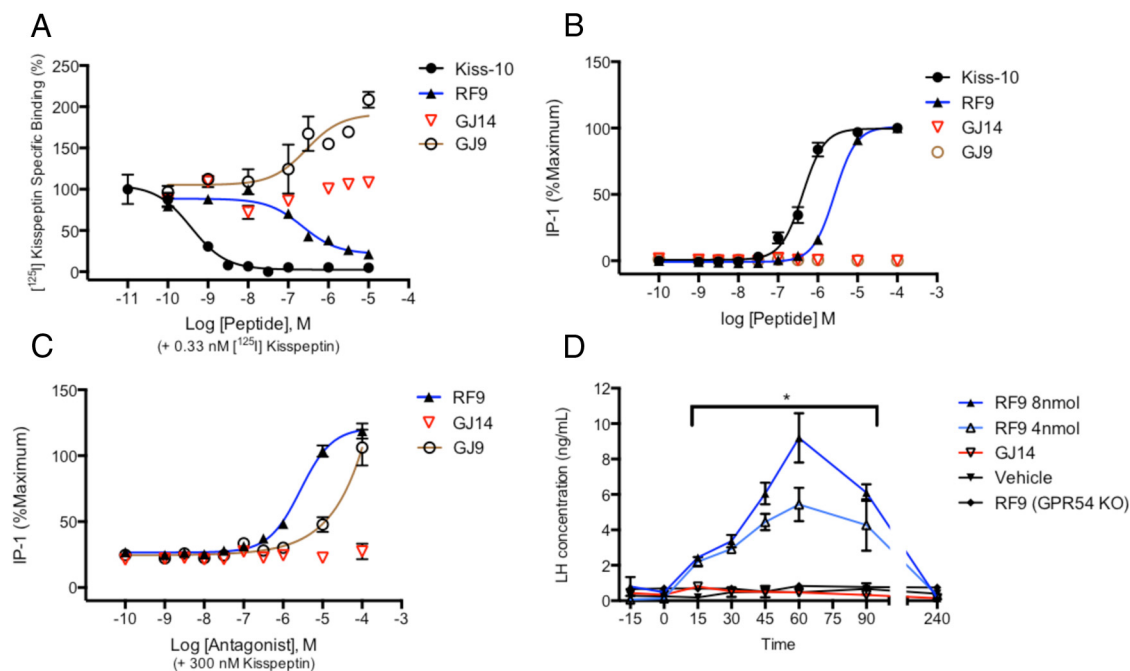 A
[¹²⁵I] Kisspeptin Specific Binding (%)
250
200
150
100
50
0
-11 -10 -9 -8 -7 -6 -5 -4
Log [Peptide], M
(+ 0.33 nM [¹²⁵I] Kisspeptin)
Kiss-10
RF9
GJ14
GJ9
B
IP-1 (%Maximum)
150
100
50
0
-10 -9 -8 -7 -6 -5 -4 -3
log [Peptide] M
Kiss-10
RF9
GJ14
GJ9
C
IP-1 (%Maximum)
150
100
50
0
-10 -9 -8 -7 -6 -5 -4 -3
Log [Antagonist], M
(+ 300 nM Kisspeptin)
RF9
GJ14
GJ9
D
LH concentration (ng/mL)
12
10
8
6
4
2
0
*
-15 0 15 30 45 60 75 90 240
Time
RF9 8nmol
RF9 4nmol
GJ14
Vehicle
RF9 (GPR54 KO)